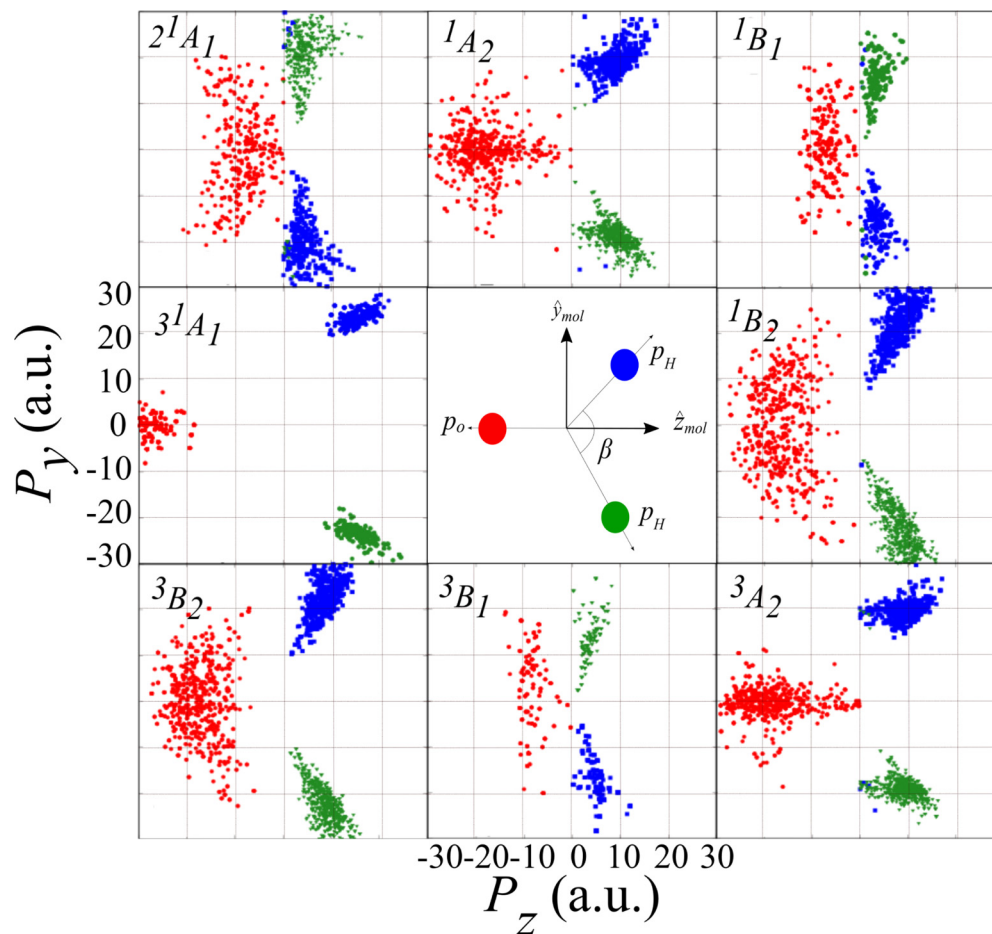 2¹A₁
¹A₂
¹B₁
3¹A₁
30
20
10
0
-10
-20
-30
P_y (a.u.)
ŷ_mol
p_H
p_o
ẑ_mol
β
p_H
¹B₂
³B₂
³B₁
³A₂
-30 -20 -10 0 10 20 30
P_z (a.u.)